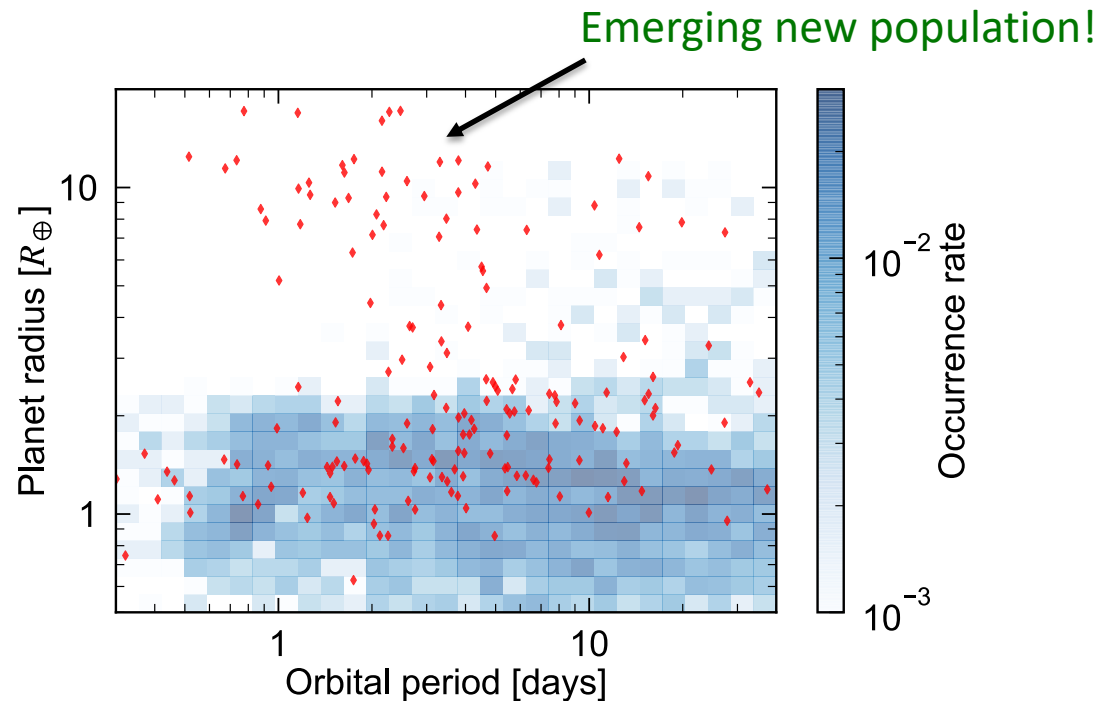 Emerging new population!
Planet radius [R⊕]
10
1
1
10
Orbital period [days]
10⁻²
10⁻³
Occurrence rate